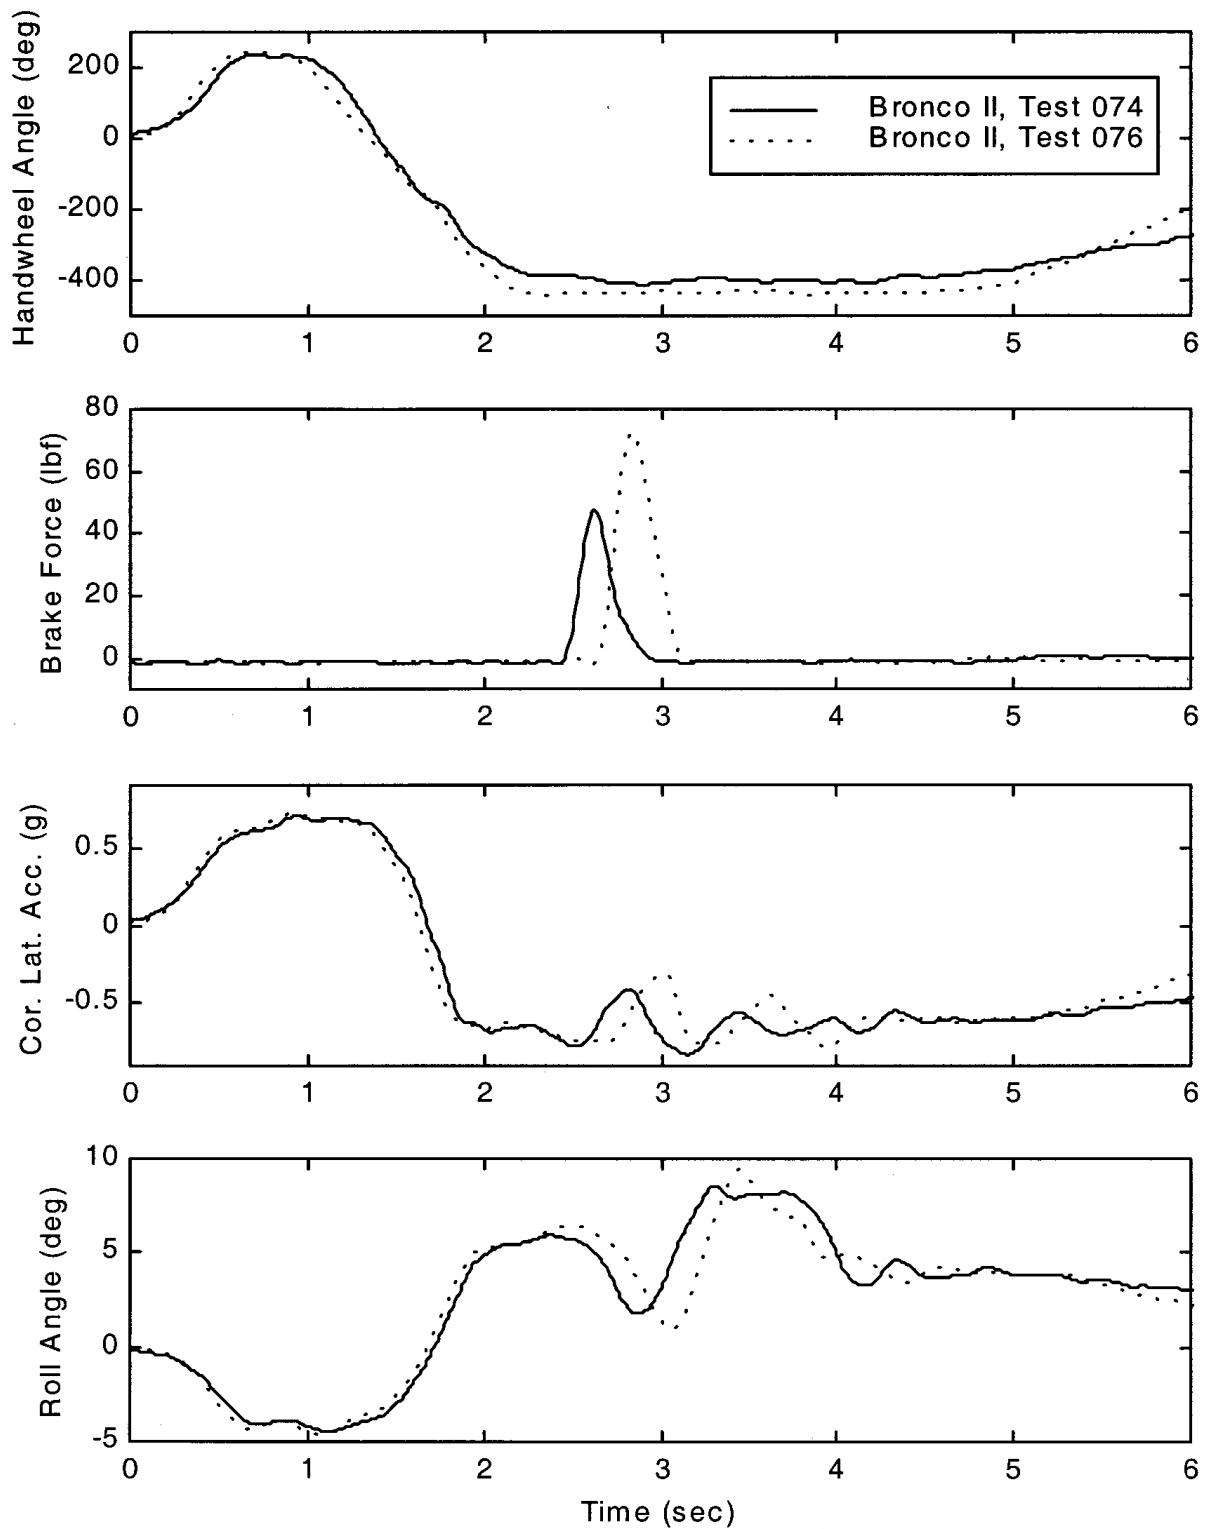 Handwheel Angle (deg)
200
0
-200
-400
Bronco II, Test 074
Bronco II, Test 076
0 1 2 3 4 5 6
Brake Force (lbf)
80
60
40
20
0
0 1 2 3 4 5 6
Cor. Lat. Acc. (g)
0.5
0
-0.5
0 1 2 3 4 5 6
Roll Angle (deg)
10
5
0
-5
0 1 2 3 4 5 6
Time (sec)